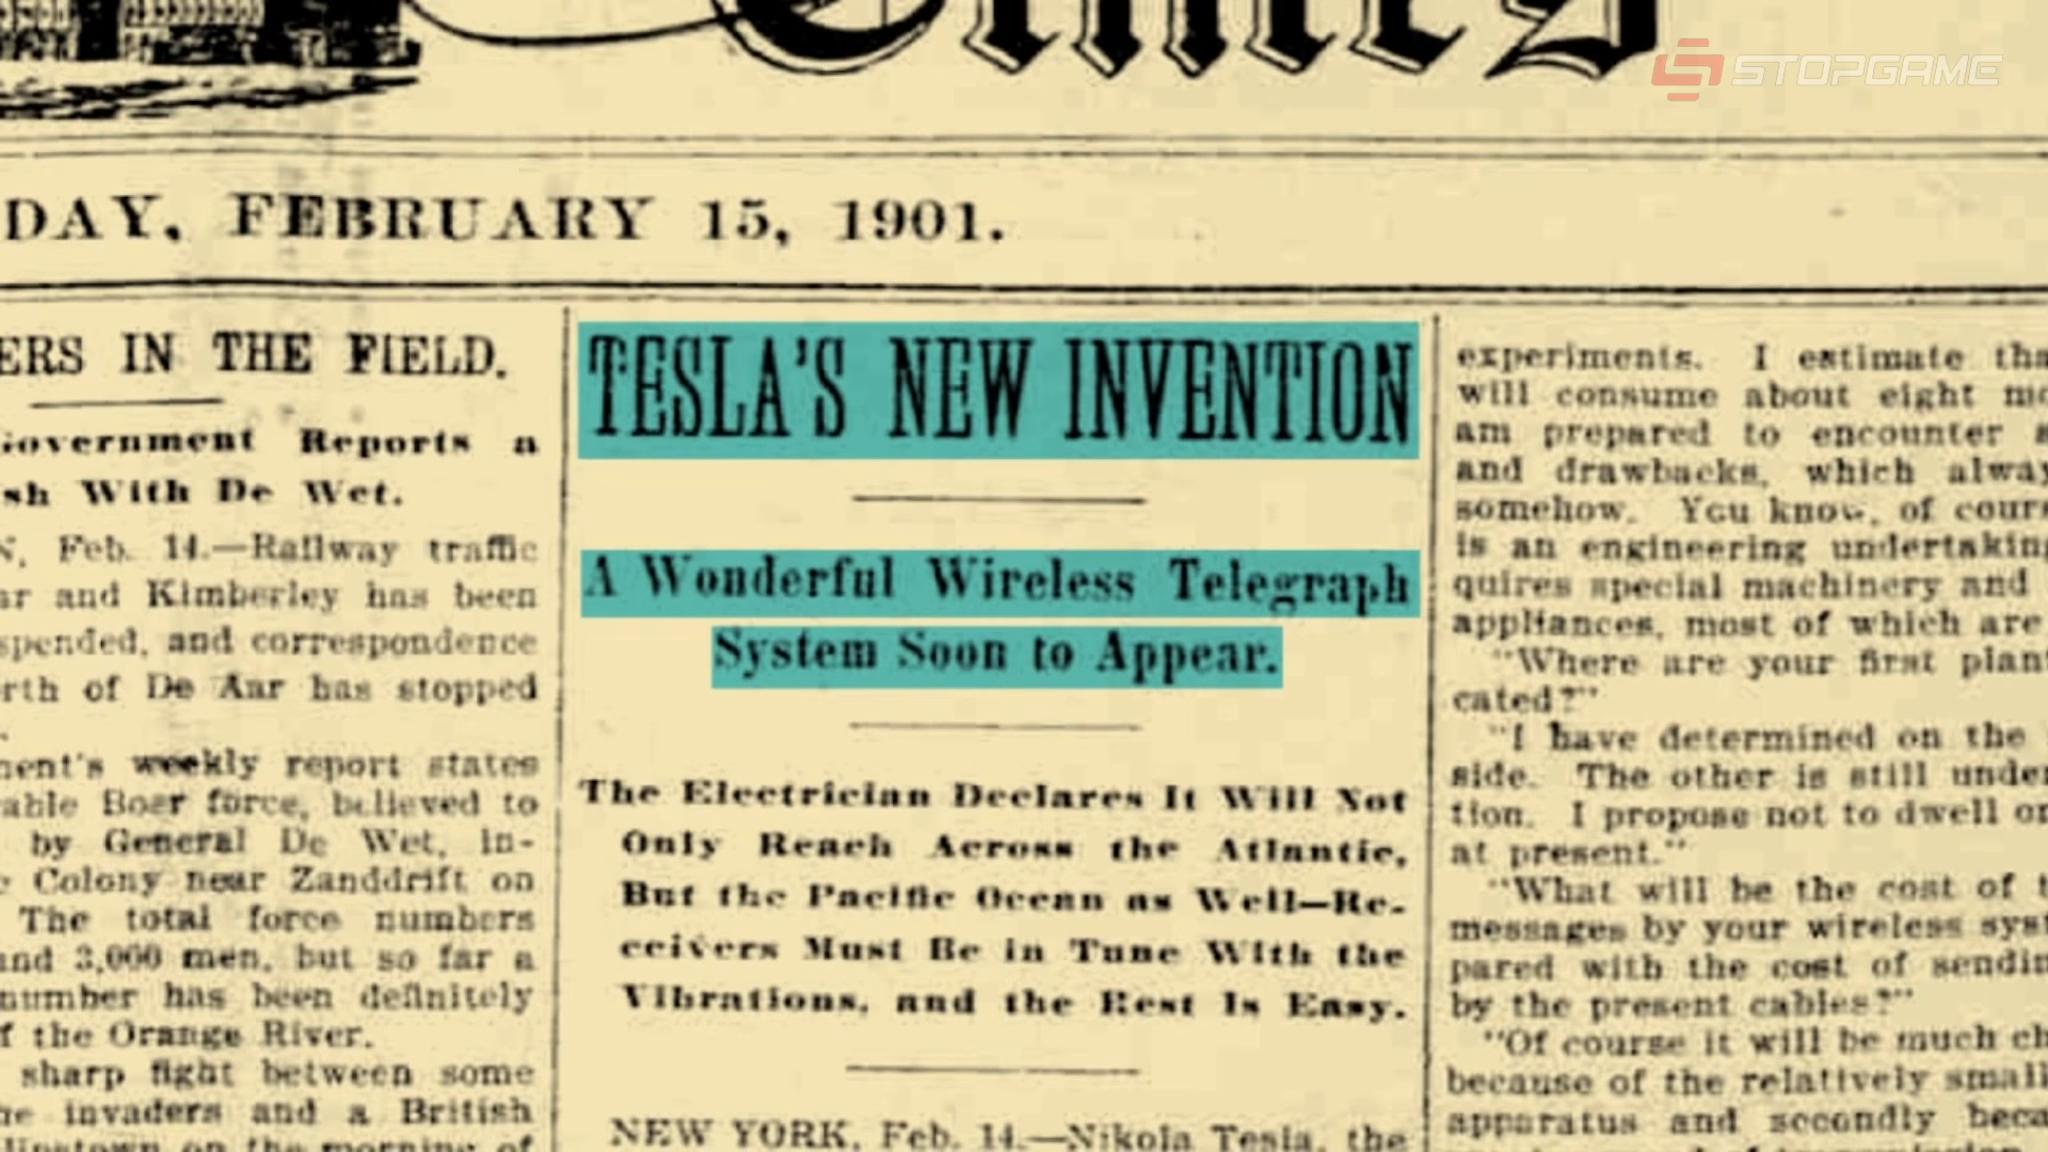 Times
STOPGAME
DAY, FEBRUARY 15, 1901.
ERS IN THE FIELD.
Government Reports a
sh With De Wet.
N, Feb. 14.—Railway traffic
ar and Kimberley has been
spended, and correspondence
rth of De Aar has stopped
ment's weekly report states
able Boer force, believed to
by General De Wet, in-
Colony near Zanddrift on
The total force numbers
and 3,000 men, but so far a
number has been definitely
f the Orange River.
sharp fight between some
he invaders and a British
on the morning of
TESLA'S NEW INVENTION
A Wonderful Wireless Telegraph
System Soon to Appear.
The Electrician Declares It Will Not
Only Reach Across the Atlantic,
But the Pacific Ocean as Well—Re-
ceivers Must Be in Tune With the
Vibrations, and the Rest Is Easy.
NEW YORK, Feb. 14.—Nikola Tesla, the
experiments. I estimate tha
will consume about eight mo
am prepared to encounter
and drawbacks, which alway
somehow. You know, of cours
is an engineering undertaking
quires special machinery and
appliances, most of which are
"Where are your first plant
cated?"
"I have determined on the
side. The other is still under
tion. I propose not to dwell on
at present."
"What will be the cost of t
messages by your wireless syst
pared with the cost of sendin
by the present cables?"
"Of course it will be much ch
because of the relatively small
apparatus and secondly beca